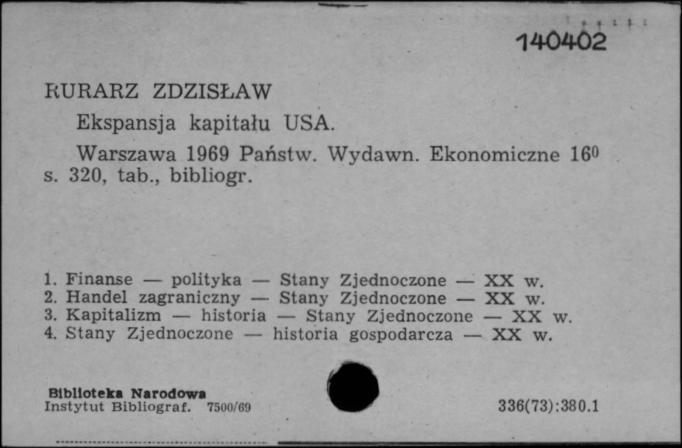 140402
RURARZ ZDZISŁAW
Ekspansja kapitału USA.
Warszawa 1969 Państw. Wydawn. Ekonomiczne 16⁰
s. 320, tab., bibliogr.
1. Finanse — polityka — Stany Zjednoczone — XX w.
2. Handel zagraniczny — Stany Zjednoczone — XX w.
3. Kapitalizm — historia — Stany Zjednoczone — XX w.
4. Stany Zjednoczone — historia gospodarcza — XX w.
Biblioteka Narodowa
Instytut Bibliograf. 7500/69
336(73):380.1